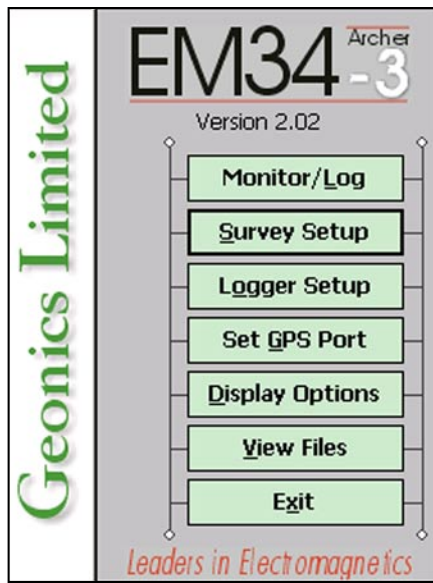 Geonics Limited
EM34-3
Archer
Version 2.02
Monitor/Log
Survey Setup
Logger Setup
Set GPS Port
Display Options
View Files
Exit
Leaders in Electromagnetics